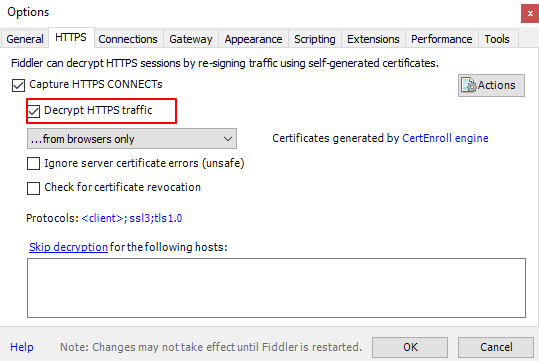 Options
x
General HTTPS Connections Gateway Appearance Scripting Extensions Performance Tools
Fiddler can decrypt HTTPS sessions by re-signing traffic using self-generated certificates.
Capture HTTPS CONNECTs
Actions
Decrypt HTTPS traffic
...from browsers only
Certificates generated by CertEnroll engine
Ignore server certificate errors (unsafe)
Check for certificate revocation
Protocols: <client>;ssl3;tls1.0
Skip decryption for the following hosts:
Help Note: Changes may not take effect until Fiddler is restarted. OK Cancel